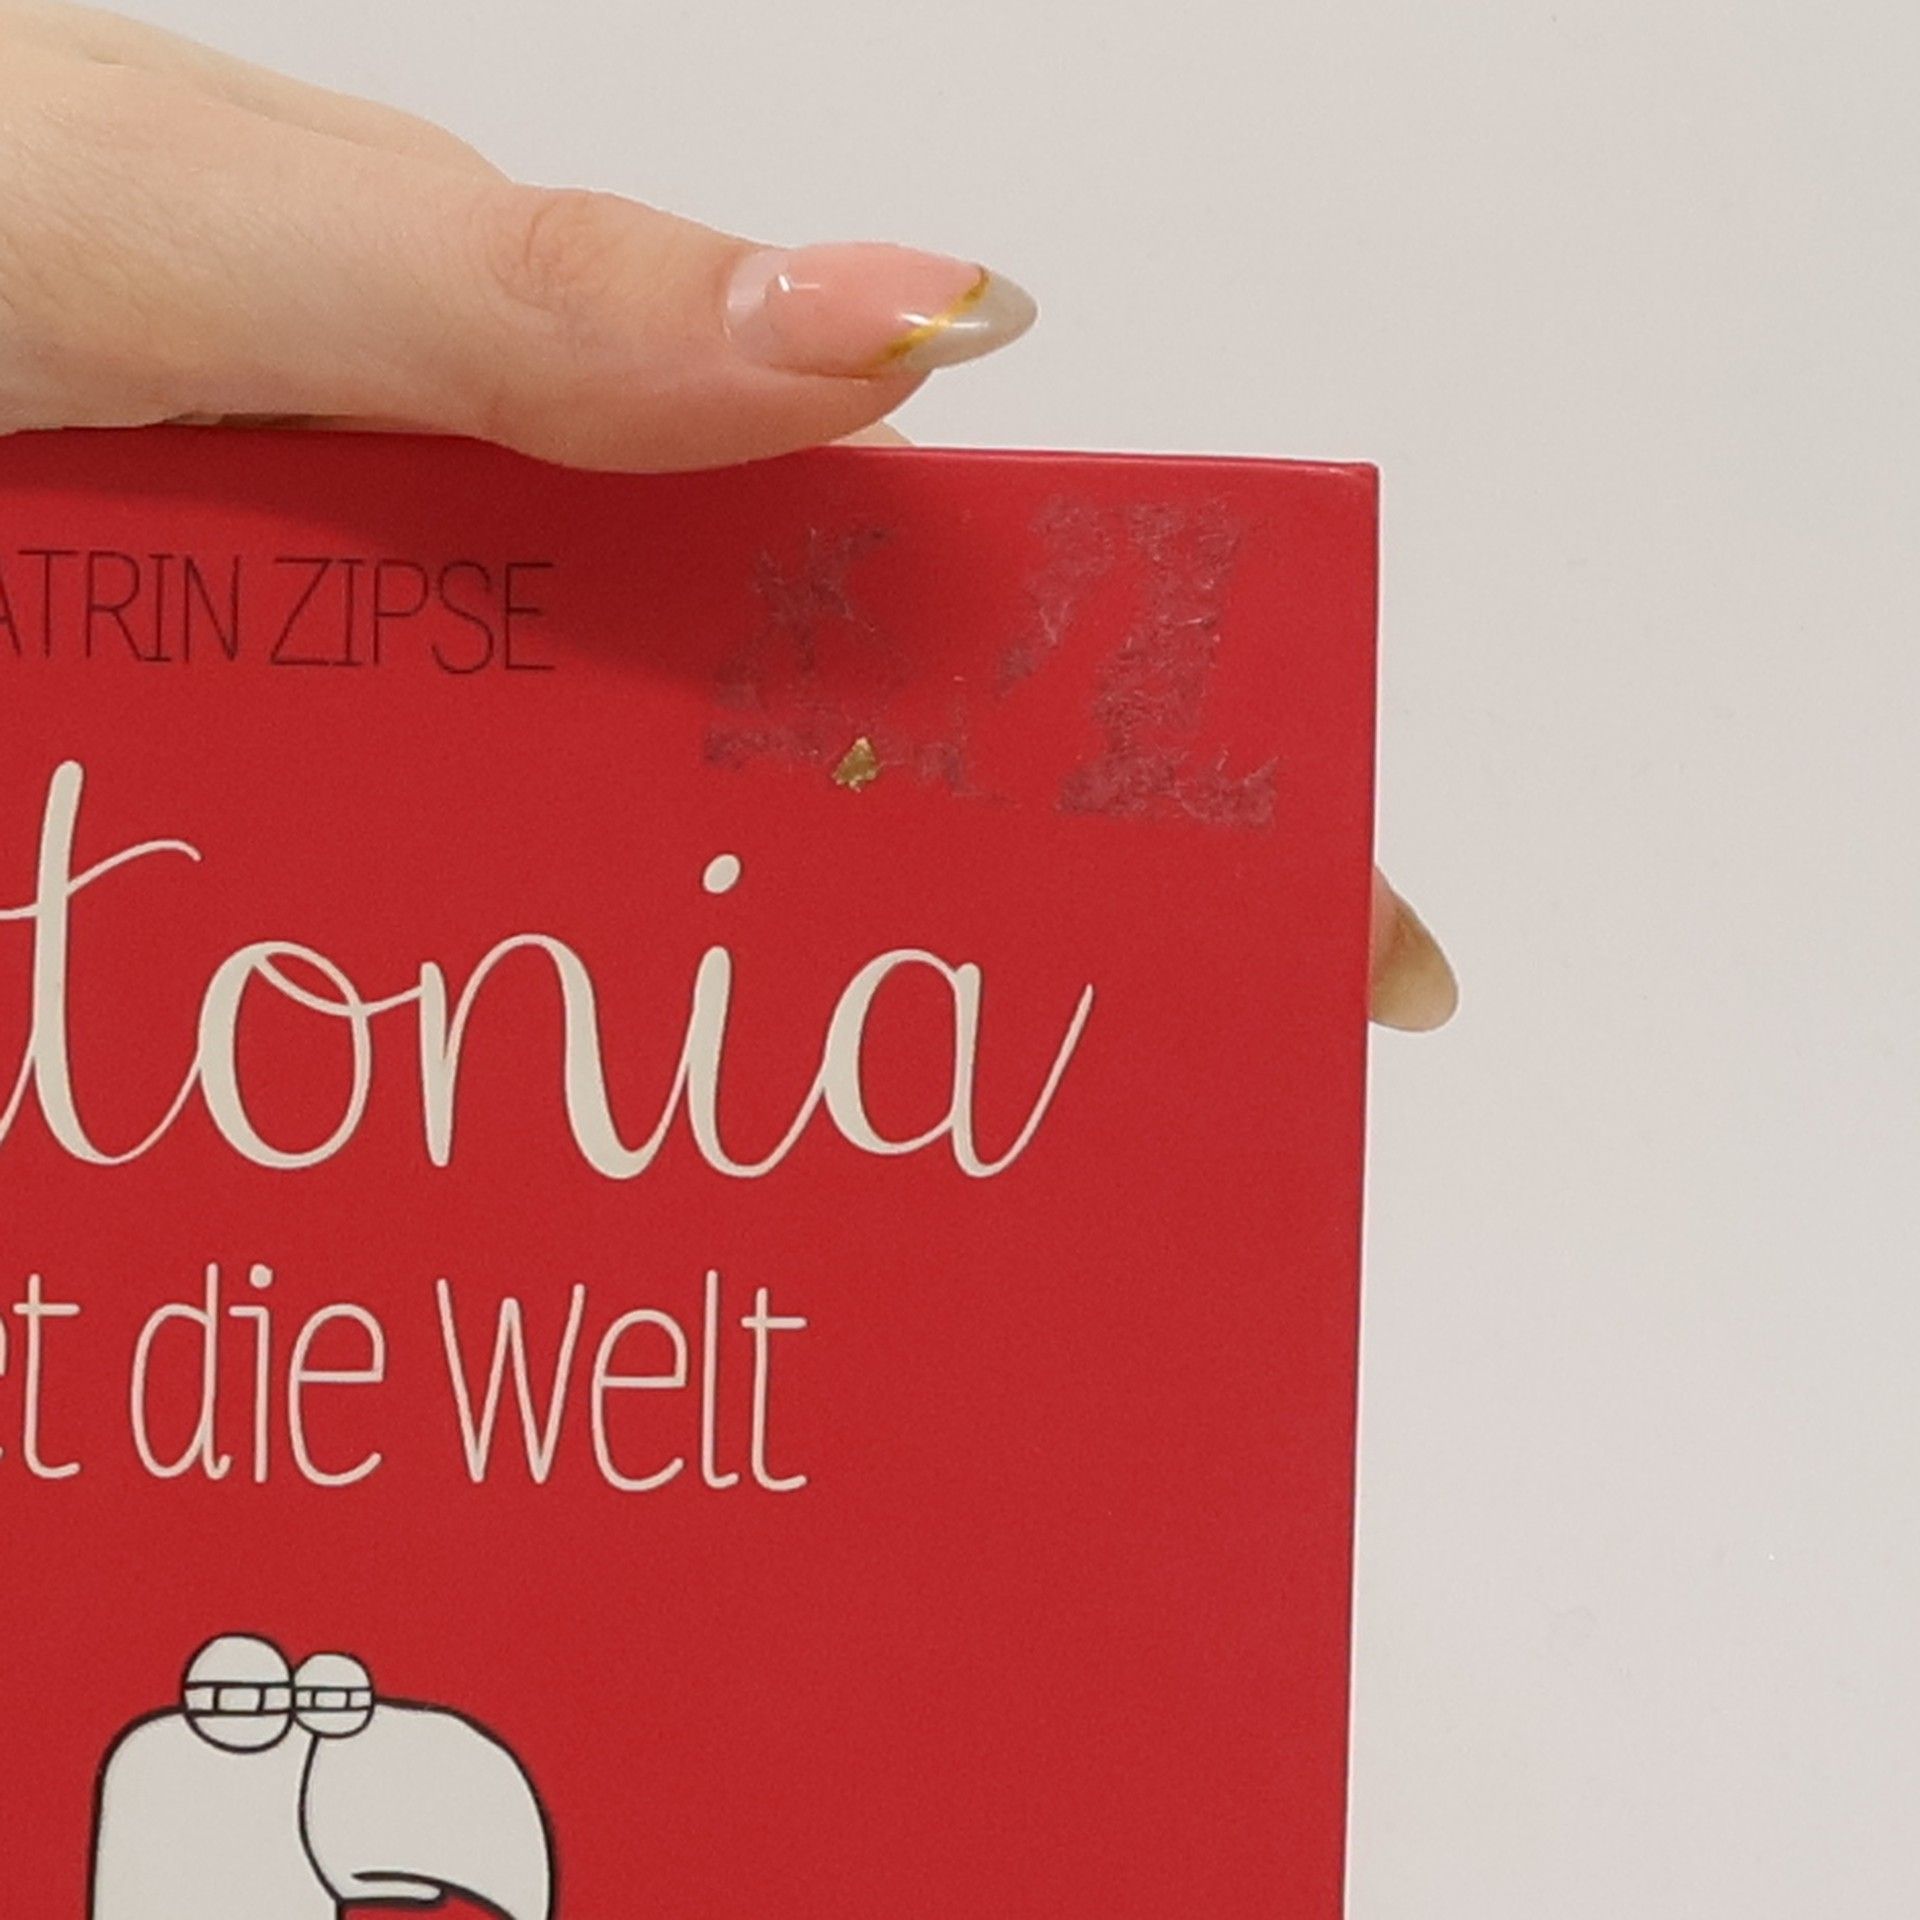 ATRIN ZIPSE
tonia
et die Welt